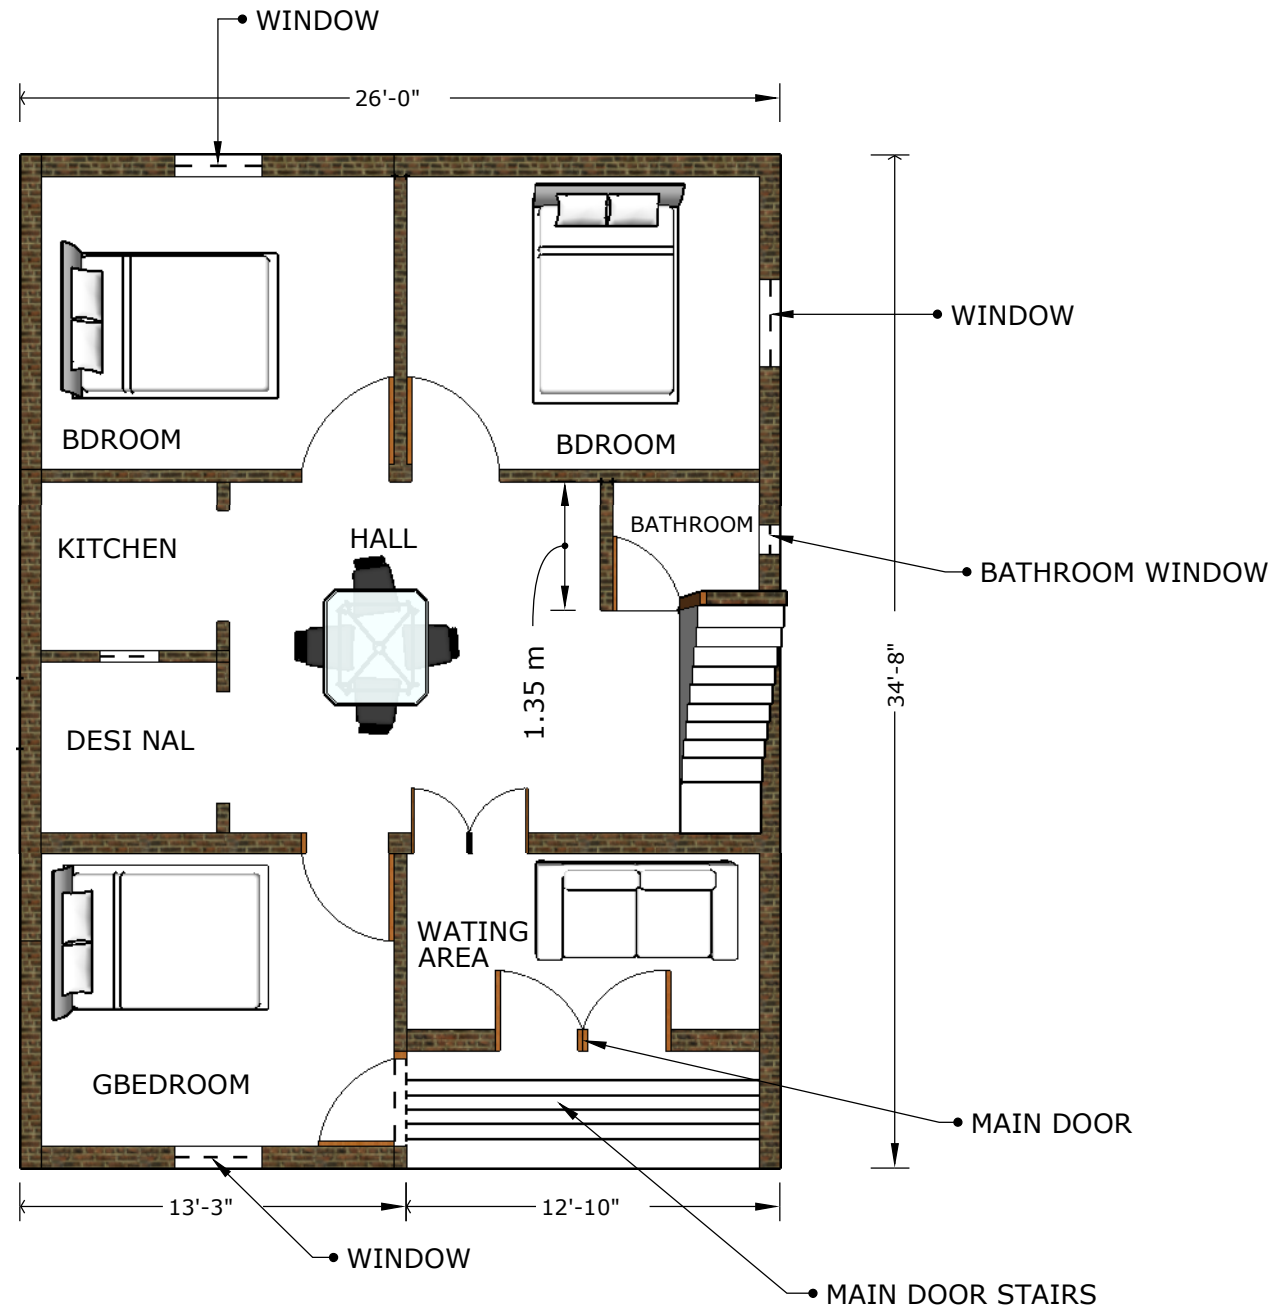 WINDOW
26'-0"
WINDOW
BDROOM
BDROOM
KITCHEN
HALL
BATHROOM
BATHROOM WINDOW
1.35 m
34'-8"
DESI NAL
WATING
AREA
GBEDROOM
MAIN DOOR
13'-3"
12'-10"
WINDOW
MAIN DOOR STAIRS